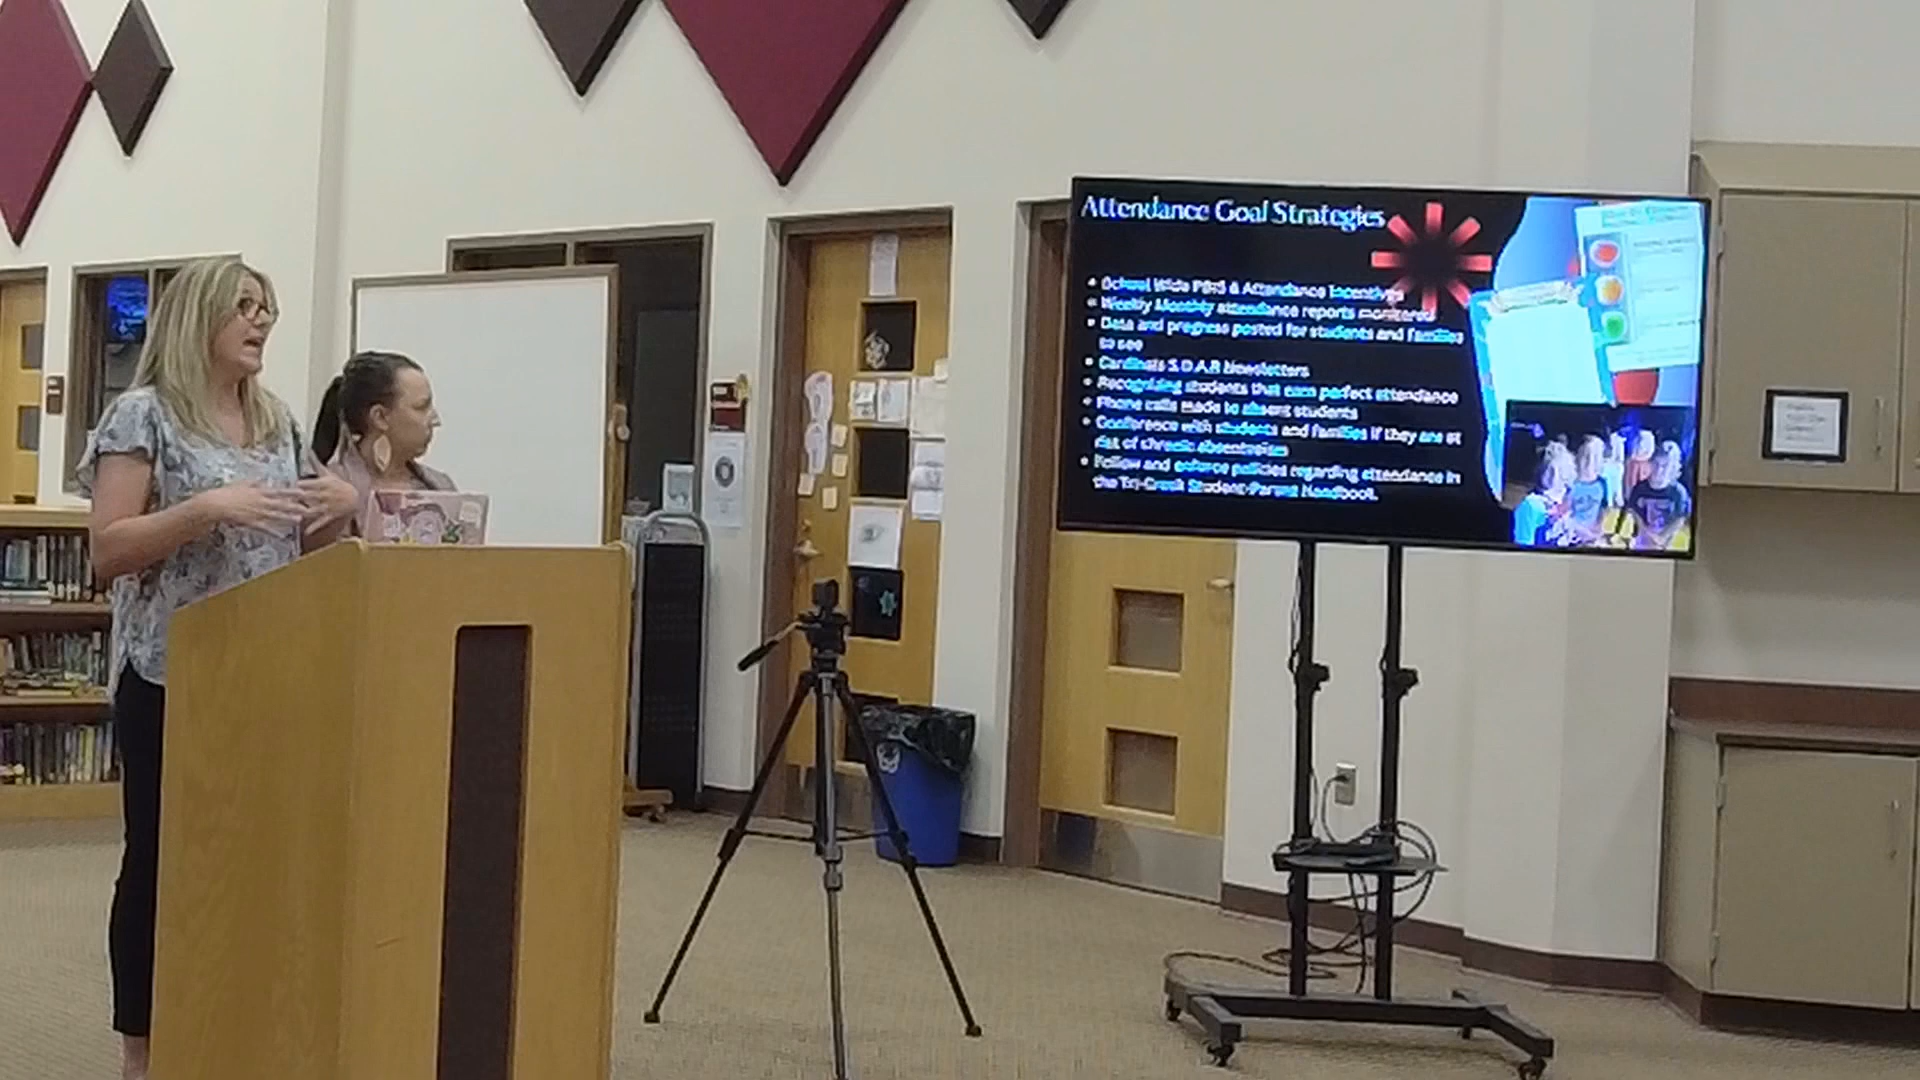 Attendance Goal Strategies
• School Wide PBIS & Attendance Incentives
• Weekly Monthly attendance reports monitored
• Data and progress posted for students and families
to see
• Cardinals S.O.A.R Newsletters
• Recognizing students that earn perfect attendance
• Phone calls made to absent students
• Conference with students and families if they are at
risk of chronic absenteeism
• Follow and enforce policies regarding attendance in
the Tri-Creek Student-Parent Handbook.